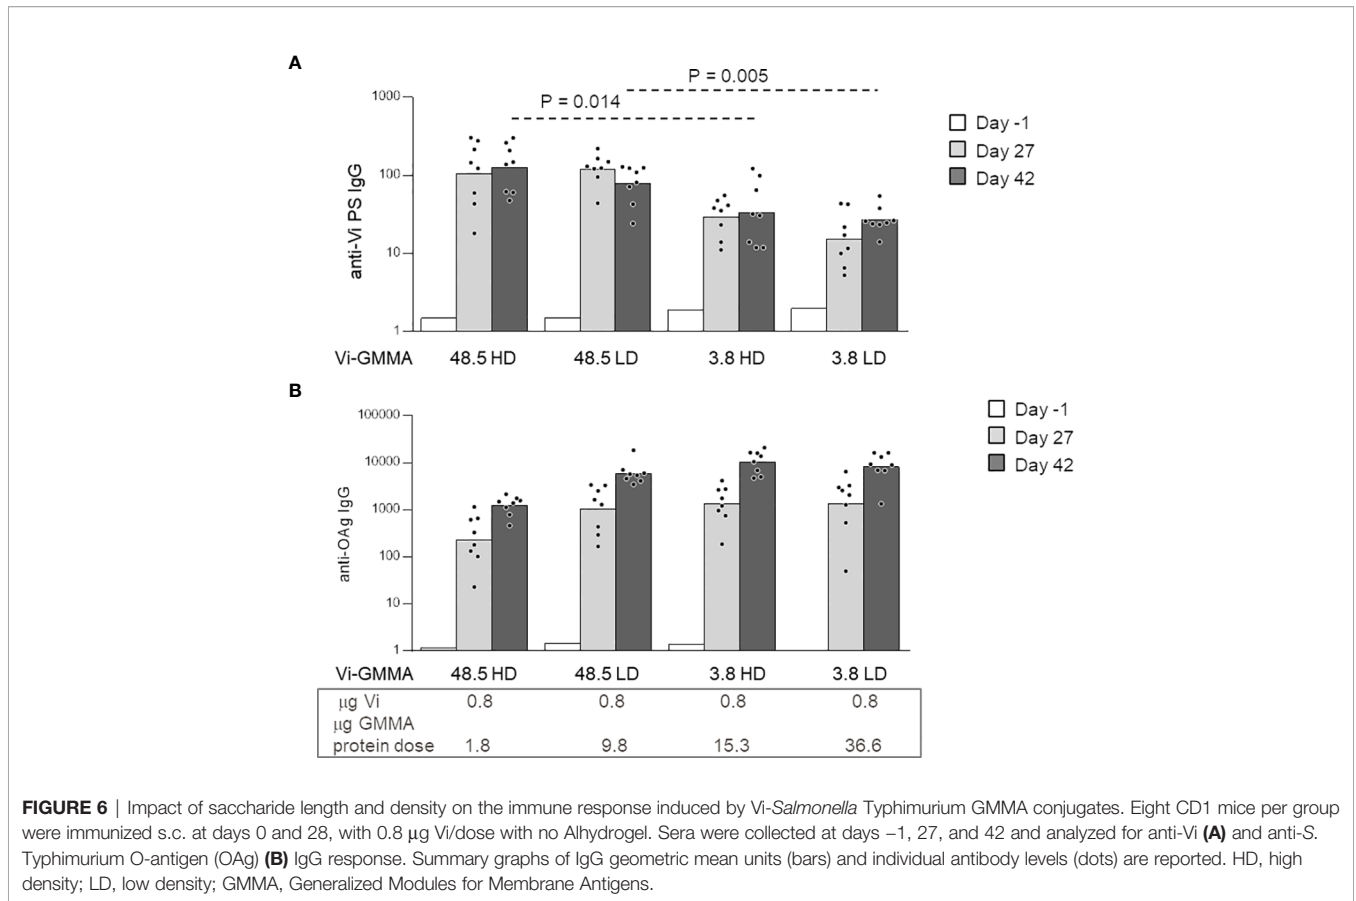 A
P = 0.005
P = 0.014
1000
100
10
1
anti-Vi PS IgG
Day -1
Day 27
Day 42
Vi-GMMA 48.5 HD 48.5 LD 3.8 HD 3.8 LD
B
100000
10000
1000
100
10
1
anti-OAg IgG
Day -1
Day 27
Day 42
Vi-GMMA 48.5 HD 48.5 LD 3.8 HD 3.8 LD
μg Vi 0.8 0.8 0.8 0.8
μg GMMA
protein dose 1.8 9.8 15.3 36.6
FIGURE 6 | Impact of saccharide length and density on the immune response induced by Vi-Salmonella Typhimurium GMMA conjugates. Eight CD1 mice per group
were immunized s.c. at days 0 and 28, with 0.8 μg Vi/dose with no Alhydrogel. Sera were collected at days −1, 27, and 42 and analyzed for anti-Vi (A) and anti-S.
Typhimurium O-antigen (OAg) (B) IgG response. Summary graphs of IgG geometric mean units (bars) and individual antibody levels (dots) are reported. HD, high
density; LD, low density; GMMA, Generalized Modules for Membrane Antigens.